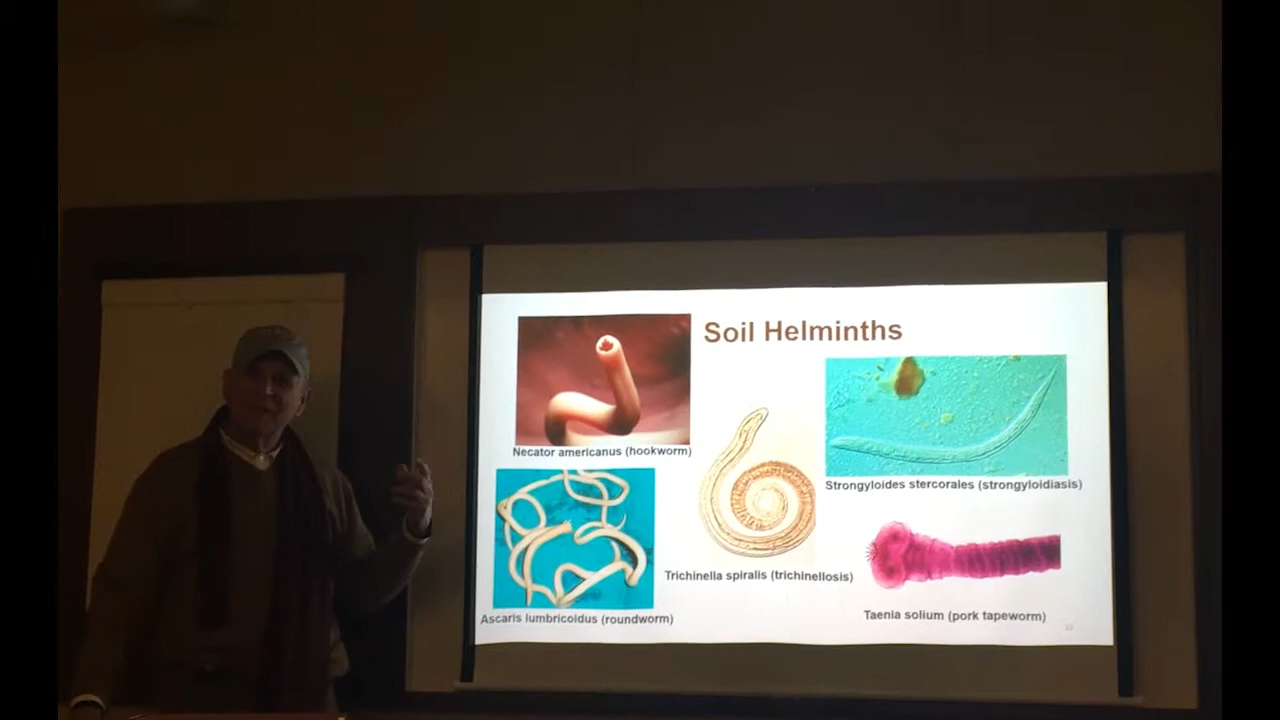 Soil Helminths
Necator americanus (hookworm)
Strongyloides stercorales (strongyloidiasis)
Trichinella spiralis (trichinellosis)
Ascaris lumbricoidus (roundworm)
Taenia solium (pork tapeworm)